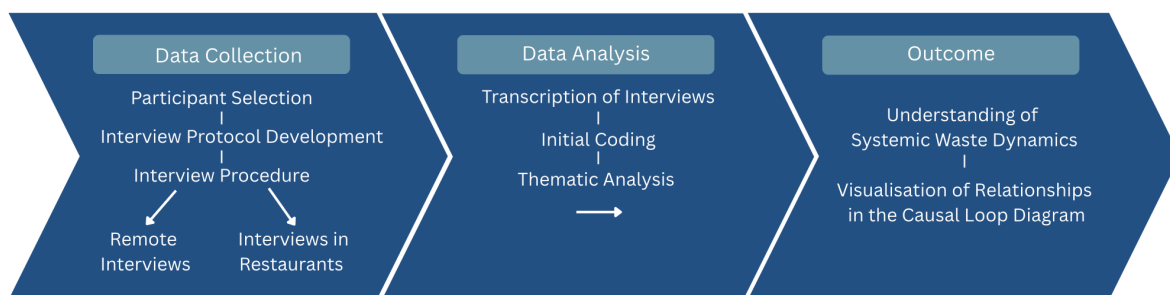 Data Collection
Participant Selection
Interview Protocol Development
Interview Procedure
Remote
Interviews
Interviews in
Restaurants
Data Analysis
Transcription of Interviews
Initial Coding
Thematic Analysis
Outcome
Understanding of
Systemic Waste Dynamics
Visualisation of Relationships
in the Causal Loop Diagram